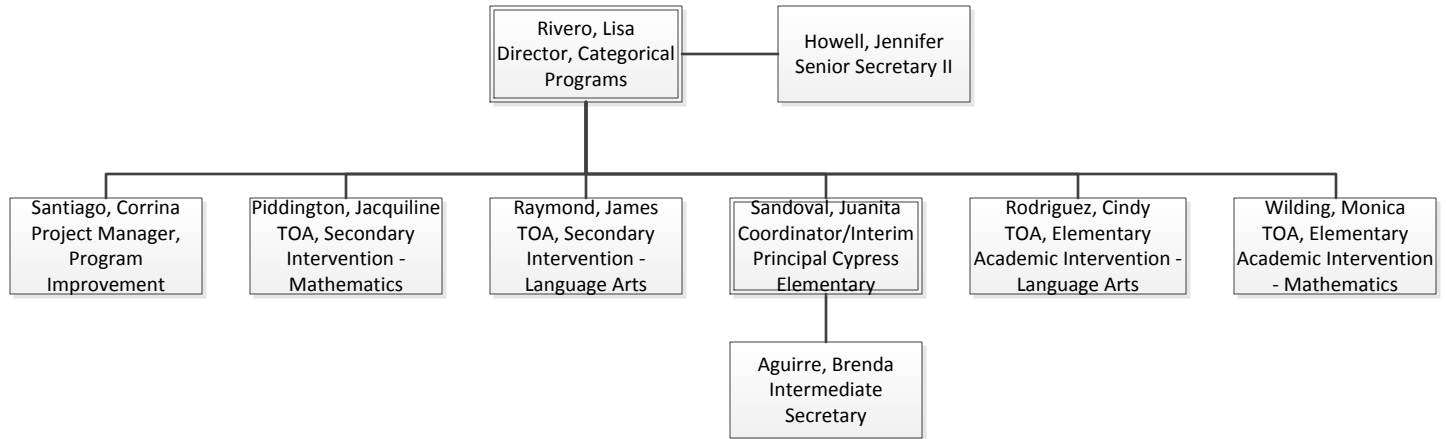 Rivero, Lisa
Director, Categorical
Programs
Howell, Jennifer
Senior Secretary II
Santiago, Corrina
Project Manager,
Program
Improvement
Piddington, Jacquiline
TOA, Secondary
Intervention -
Mathematics
Raymond, James
TOA, Secondary
Intervention -
Language Arts
Sandoval, Juanita
Coordinator/Interim
Principal Cypress
Elementary
Rodriguez, Cindy
TOA, Elementary
Academic Intervention -
Language Arts
Wilding, Monica
TOA, Elementary
Academic Intervention
- Mathematics
Aguirre, Brenda
Intermediate
Secretary